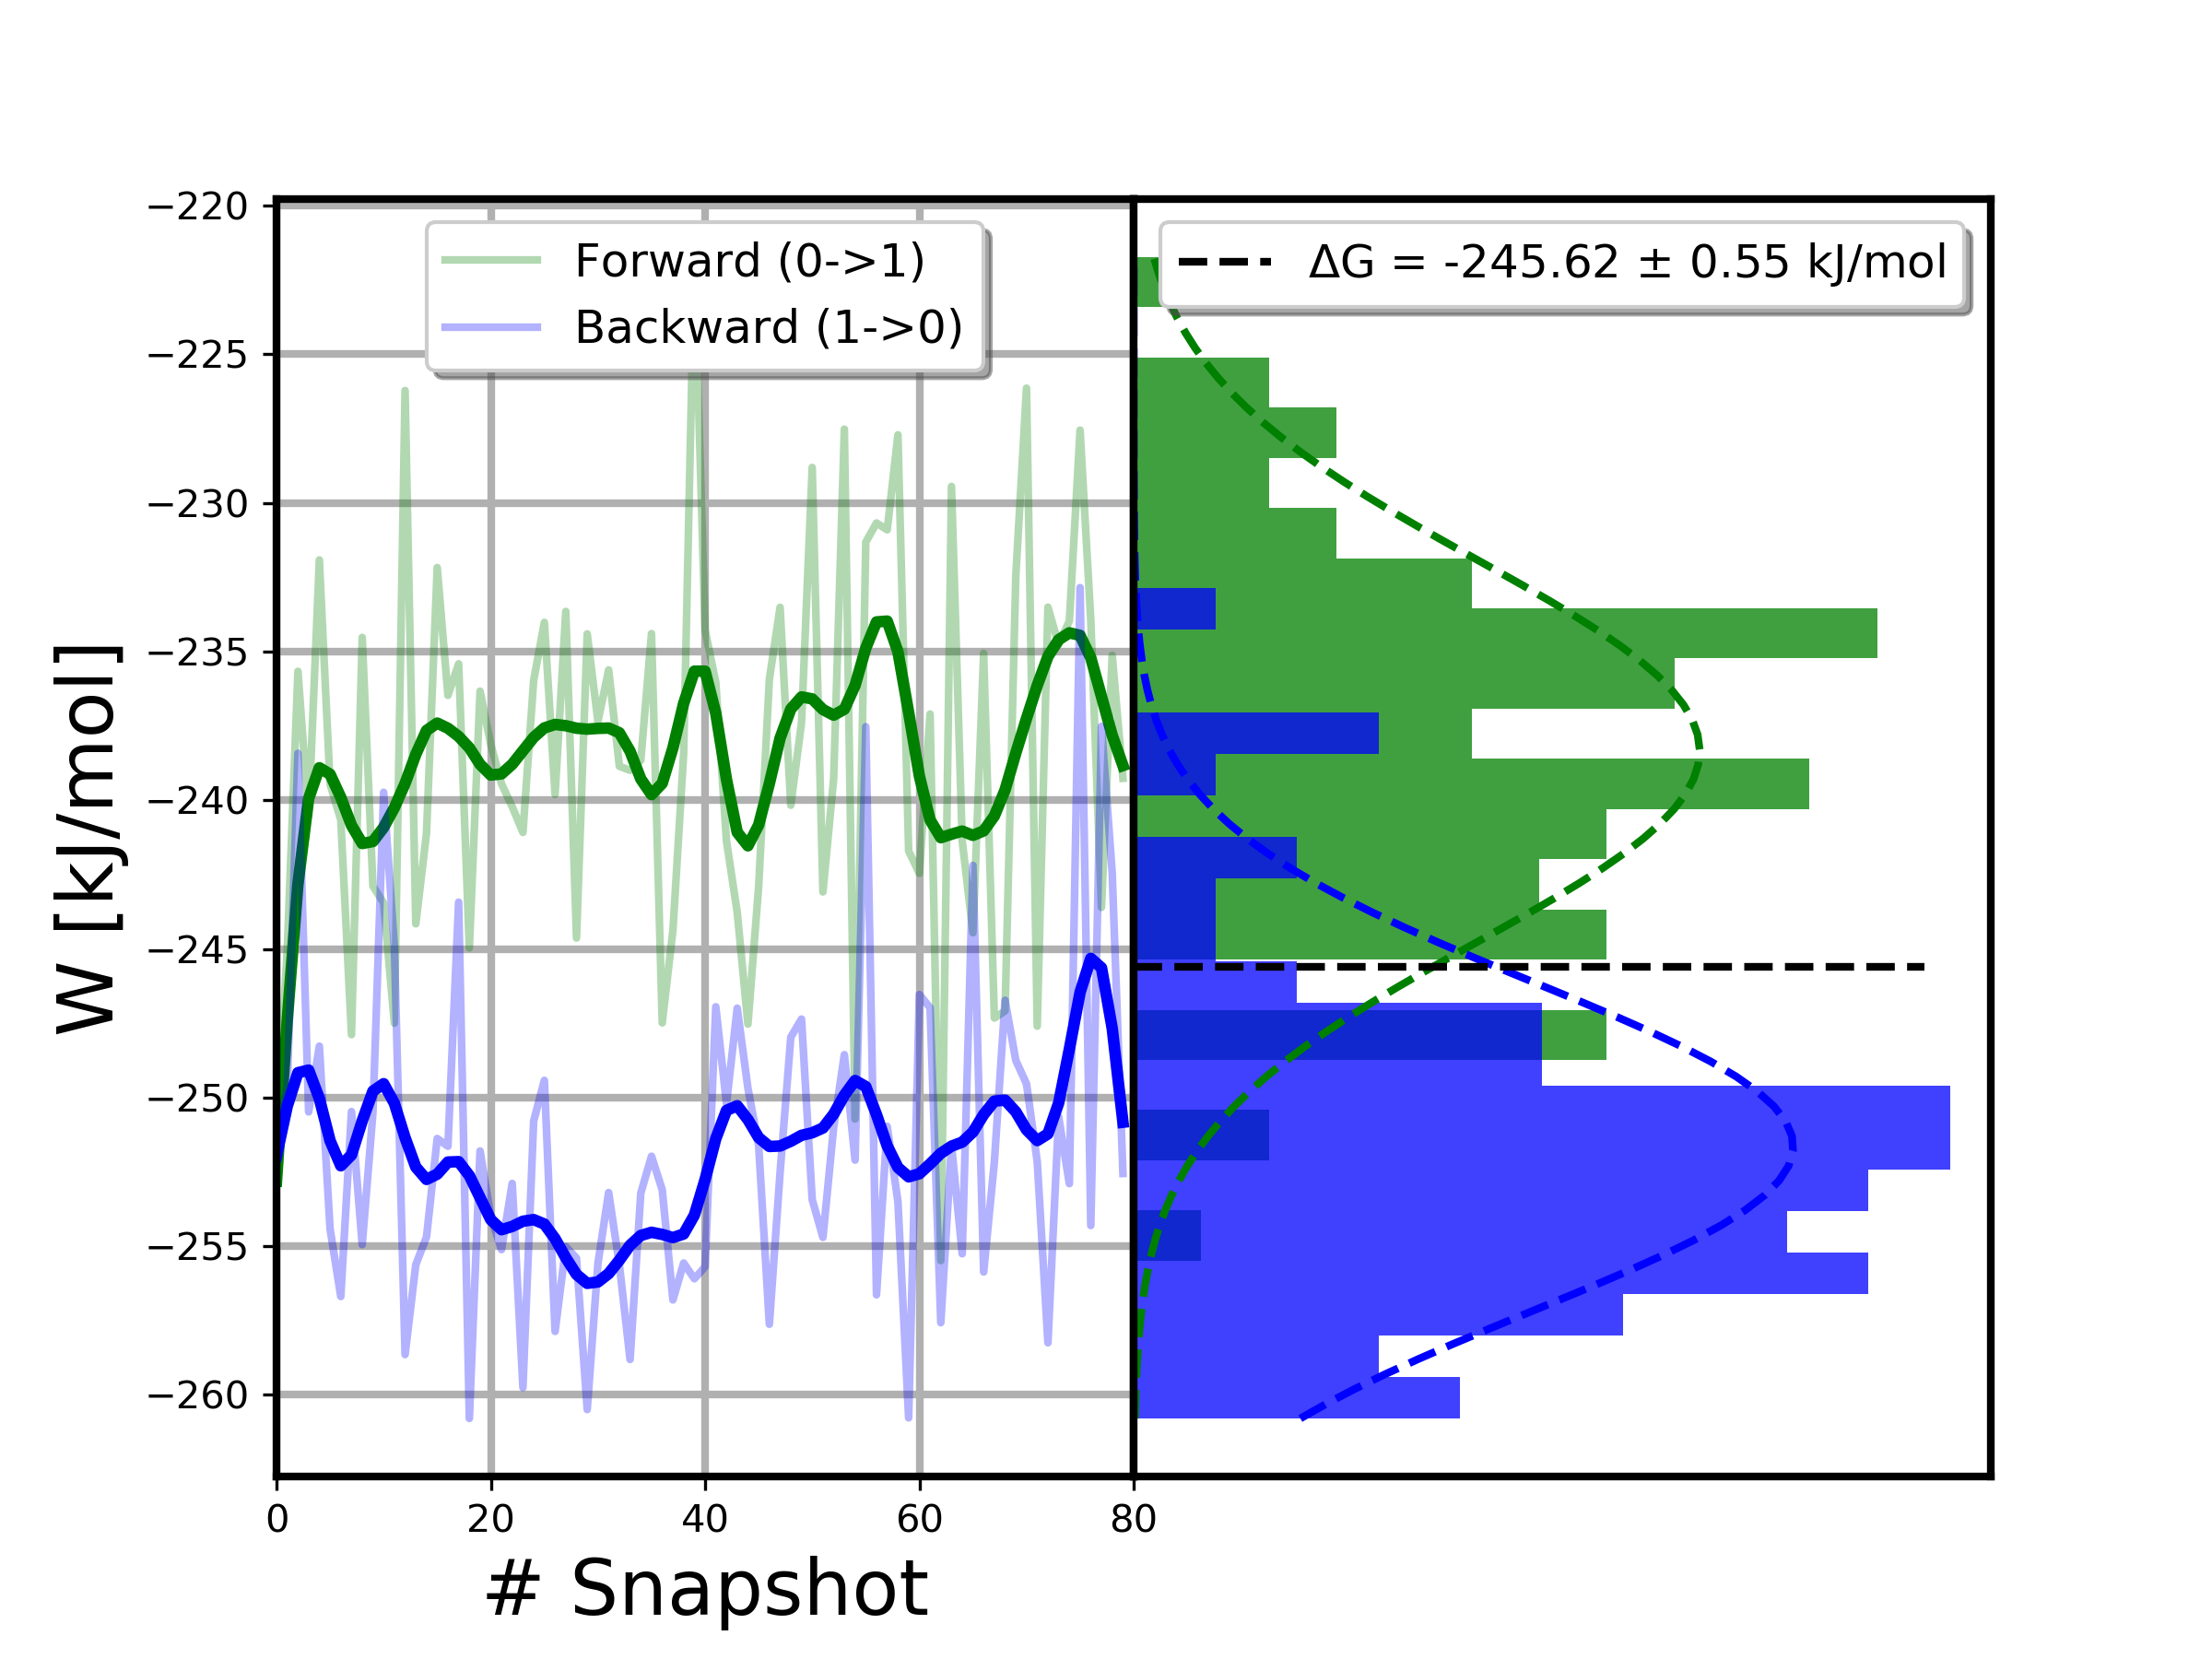 W [kJ/mol]
−220
−225
−230
−235
−240
−245
−250
−255
−260
Forward (0->1)
Backward (1->0)
ΔG = -245.62 ± 0.55 kJ/mol
0 20 40 60 80
# Snapshot